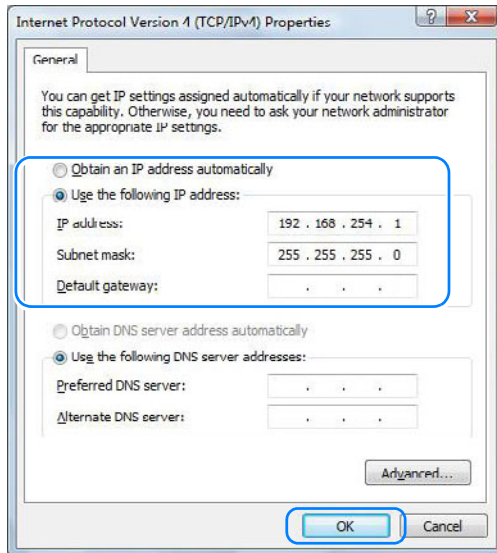 Internet Protocol Version 4 (TCP/IPv4) Properties
General
You can get IP settings assigned automatically if your network supports
this capability. Otherwise, you need to ask your network administrator
for the appropriate IP settings.
Obtain an IP address automatically
Use the following IP address:
IP address: 192 . 168 . 254 . 1
Subnet mask: 255 . 255 . 255 . 0
Default gateway: . . .
Obtain DNS server address automatically
Use the following DNS server addresses:
Preferred DNS server: . . .
Alternate DNS server: . . .
Advanced...
OK Cancel